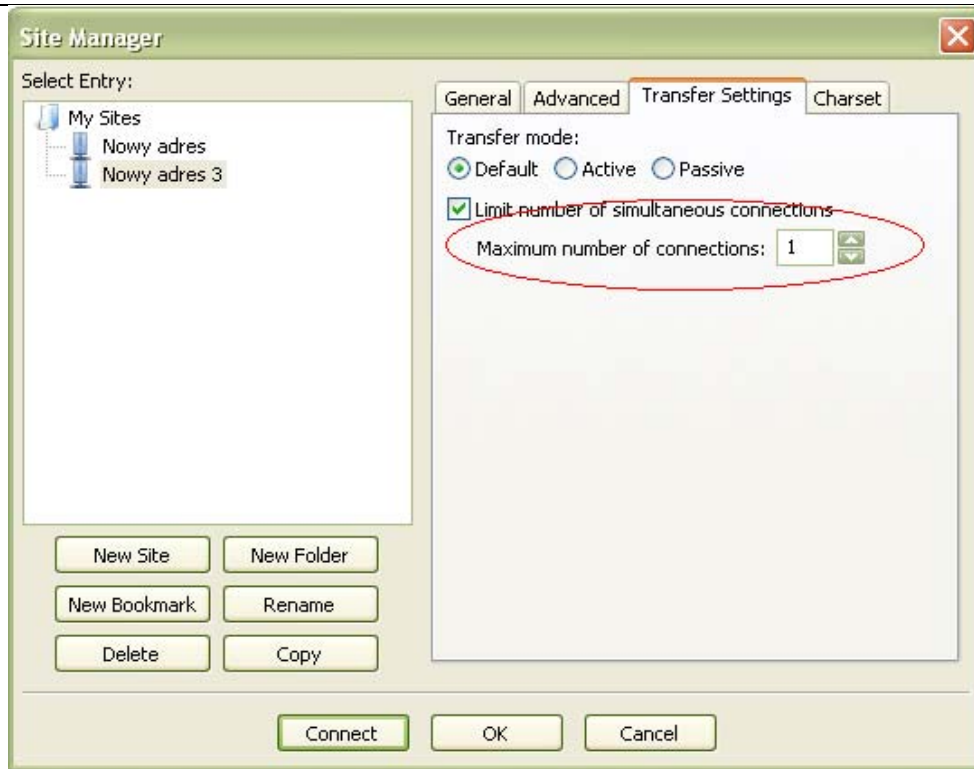 Site Manager
Select Entry:
My Sites
Nowy adres
Nowy adres 3
New Site New Folder
New Bookmark Rename
Delete Copy
General Advanced Transfer Settings Charset
Transfer mode:
Default Active Passive
Limit number of simultaneous connections
Maximum number of connections: 1
Connect OK Cancel